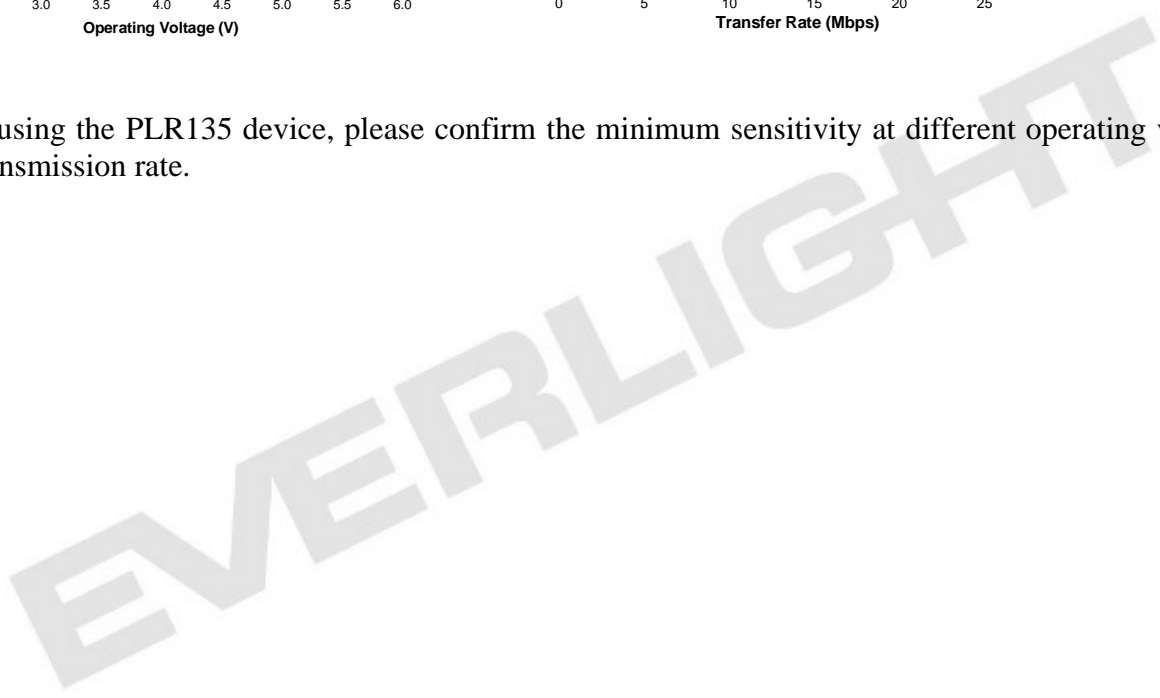 3.0 3.5 4.0 4.5 5.0 5.5 6.0
Operating Voltage (V)
0 5 10 15 20 25
Transfer Rate (Mbps)
using the PLR135 device, please confirm the minimum sensitivity at different operating
nsmission rate.
EVERLIGHT